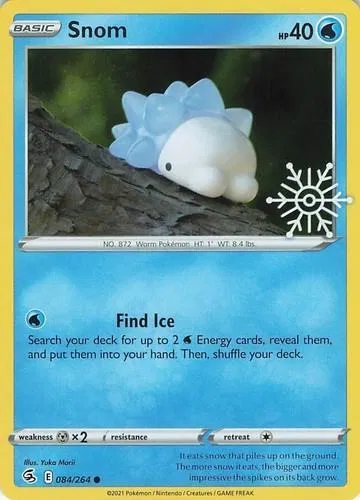 BASIC Snom HP40
NO. 872 Worm Pokémon HT: 1' WT: 8.4 lbs.
Find Ice
Search your deck for up to 2 Energy cards, reveal them,
and put them into your hand. Then, shuffle your deck.
weakness ×2 resistance retreat
Illus. Yuka Morii
It eats snow that piles up on the ground.
The more snow it eats, the bigger and more
impressive the spikes on its back grow.
E 084/264
©2021 Pokémon / Nintendo / Creatures / GAME FREAK